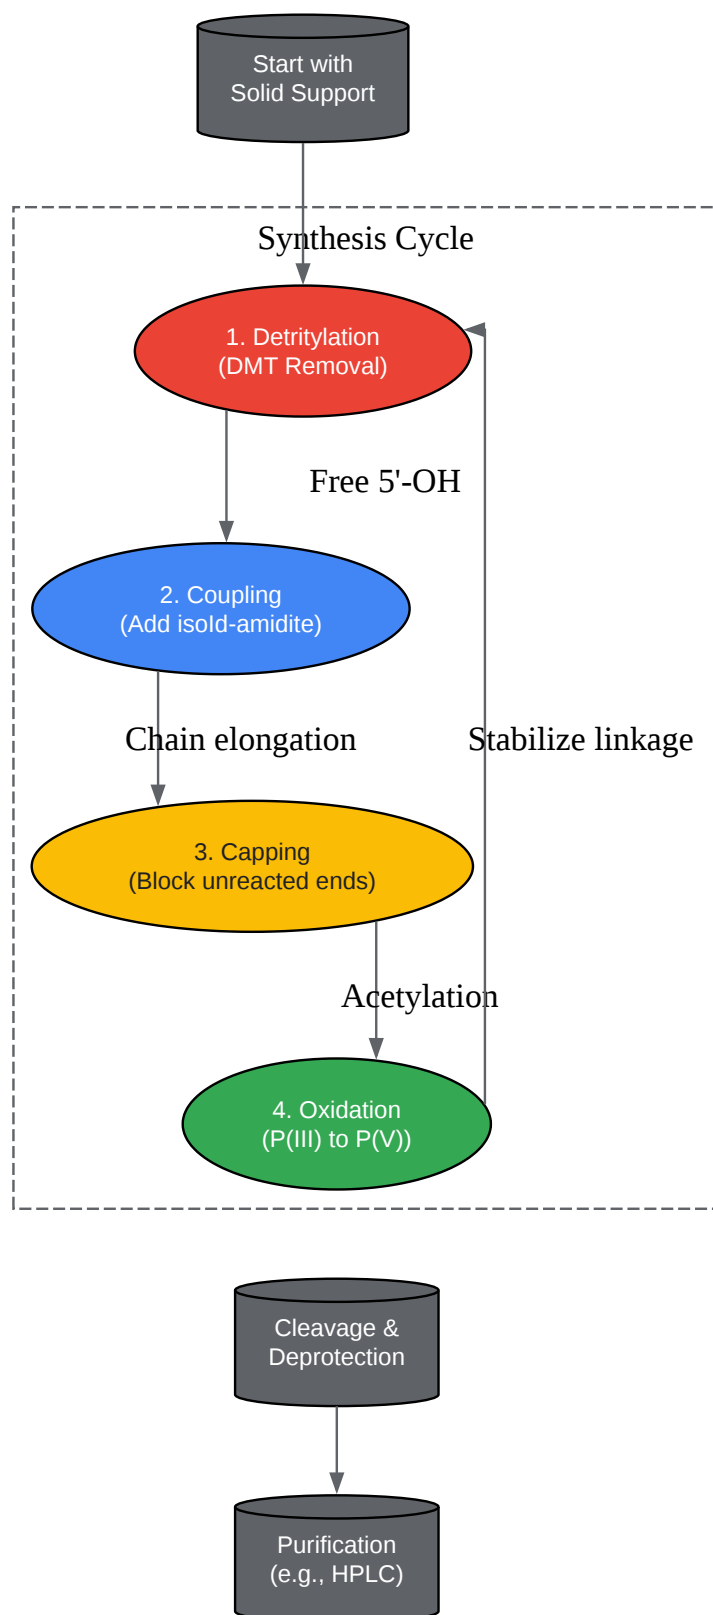 Start with
Solid Support
Synthesis Cycle
1. Detritylation
(DMT Removal)
Free 5'-OH
2. Coupling
(Add isoId-amidite)
Chain elongation
Stabilize linkage
3. Capping
(Block unreacted ends)
Acetylation
4. Oxidation
(P(III) to P(V))
Cleavage &
Deprotection
Purification
(e.g., HPLC)